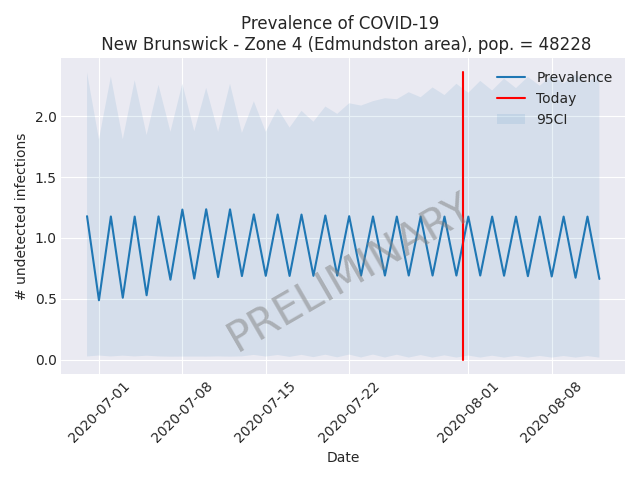 Prevalence of COVID-19
New Brunswick - Zone 4 (Edmundston area), pop. = 48228
Prevalence
Today
95CI
2.0
1.5
1.0
0.5
0.0
# undetected infections
PRELIMINARY
2020-07-01
2020-07-08
2020-07-15
2020-07-22
2020-08-01
2020-08-08
Date